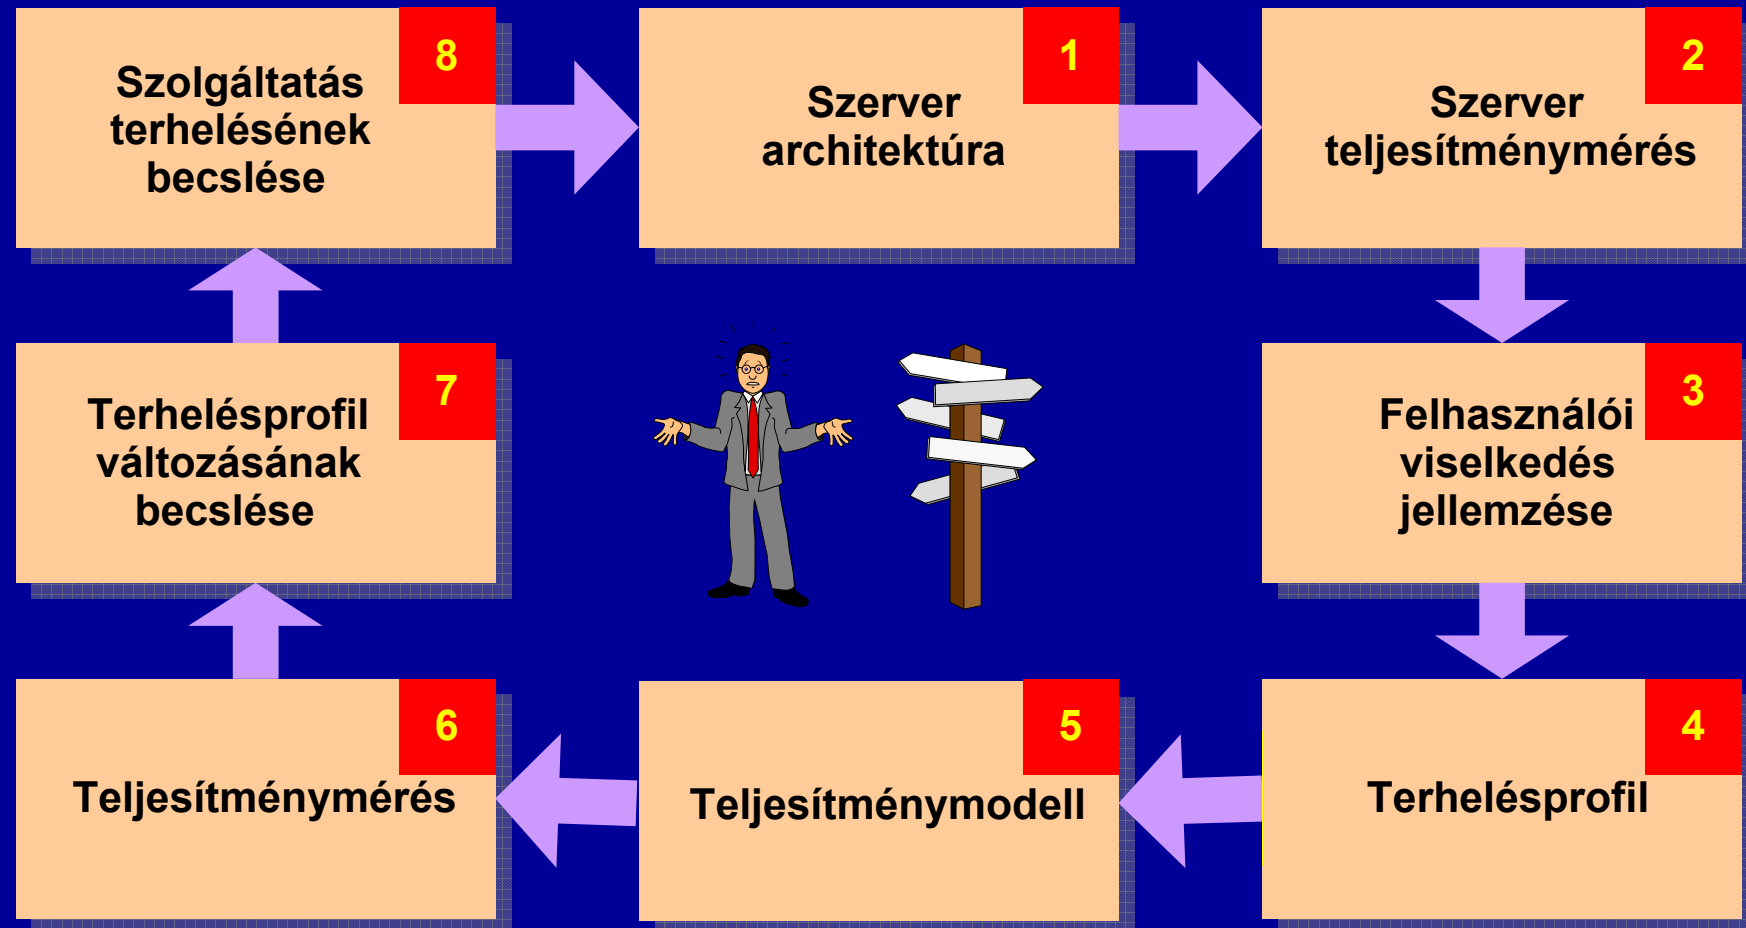 8
Szolgáltatás
terhelésének
becslése
1
Szerver
architektúra
2
Szerver
teljesítménymérés
7
Terhelésprofil
változásának
becslése
3
Felhasználói
viselkedés
jellemzése
6
Teljesítménymérés
5
Teljesítménymodell
4
Terhelésprofil